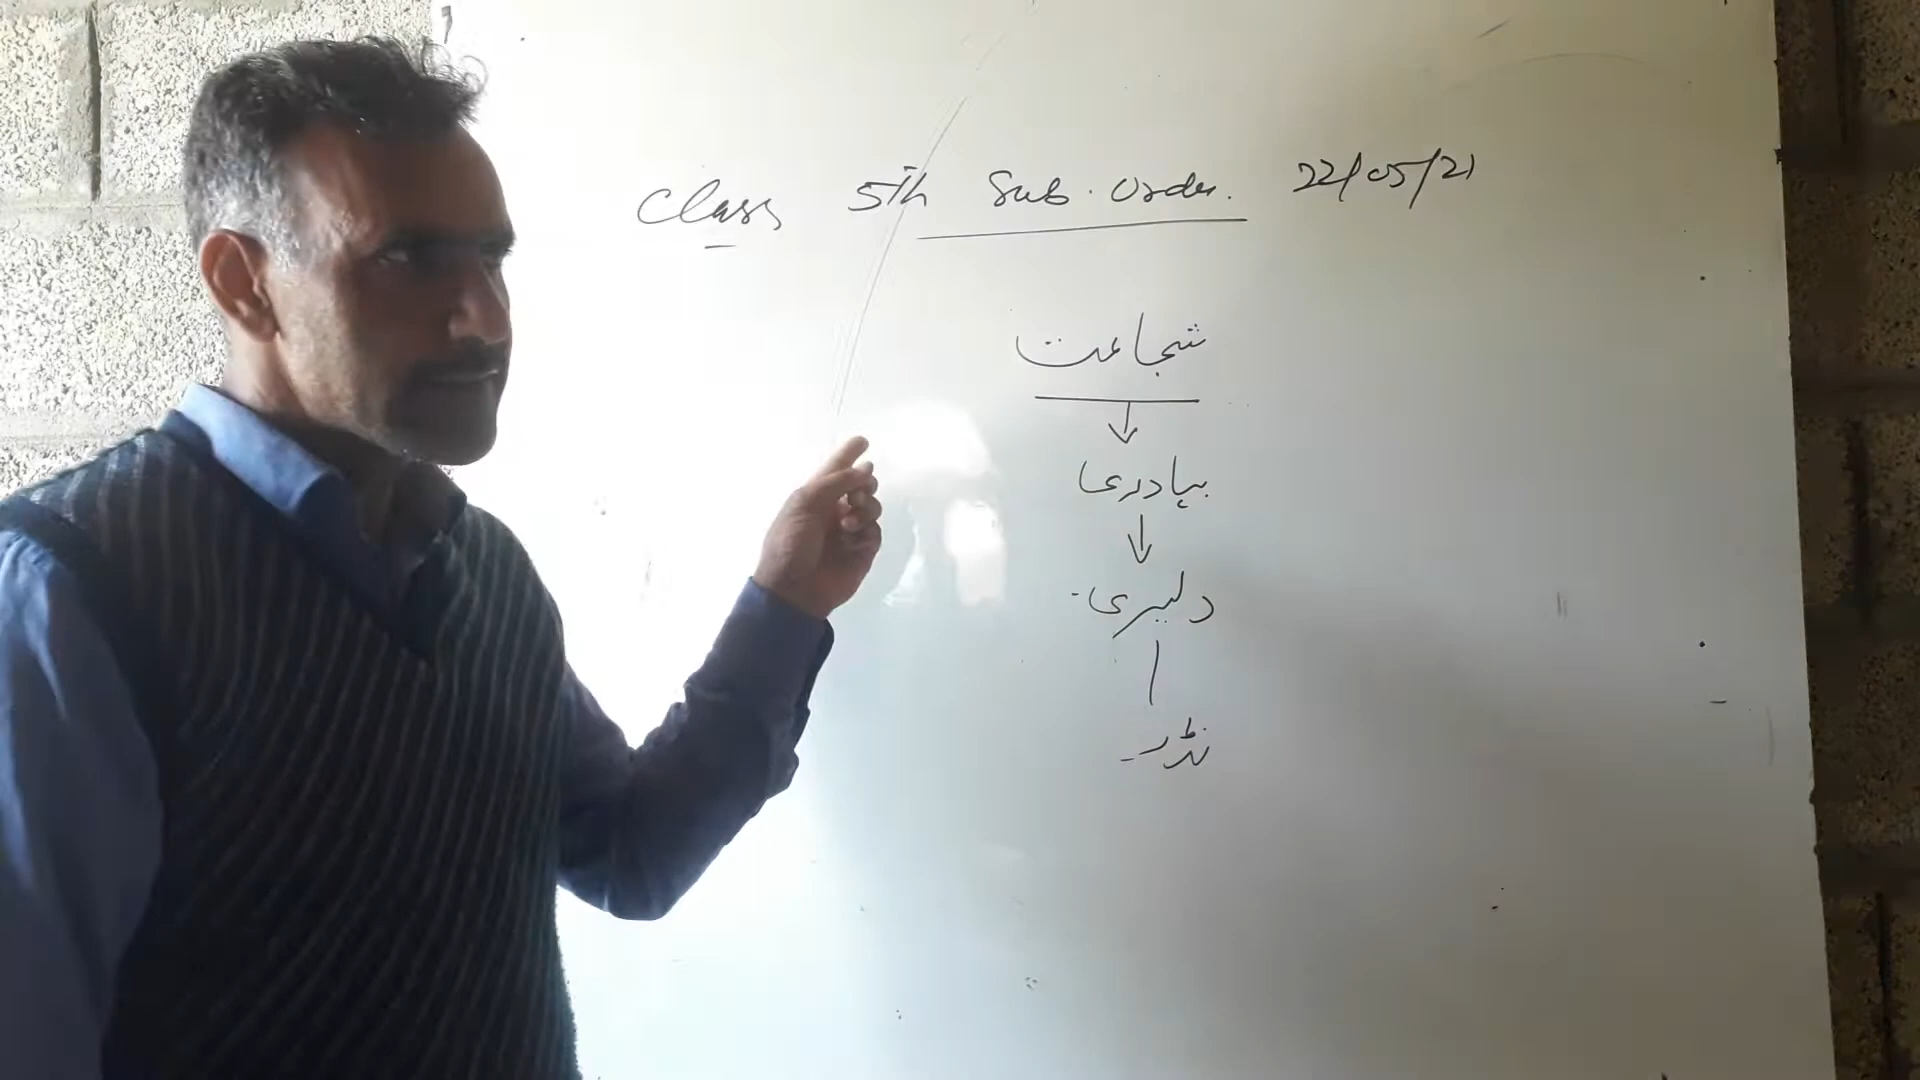 Class 5th Sub. Urdu. 22/05/21
شجاعت
بہادری
دلیری۔
نڈر۔